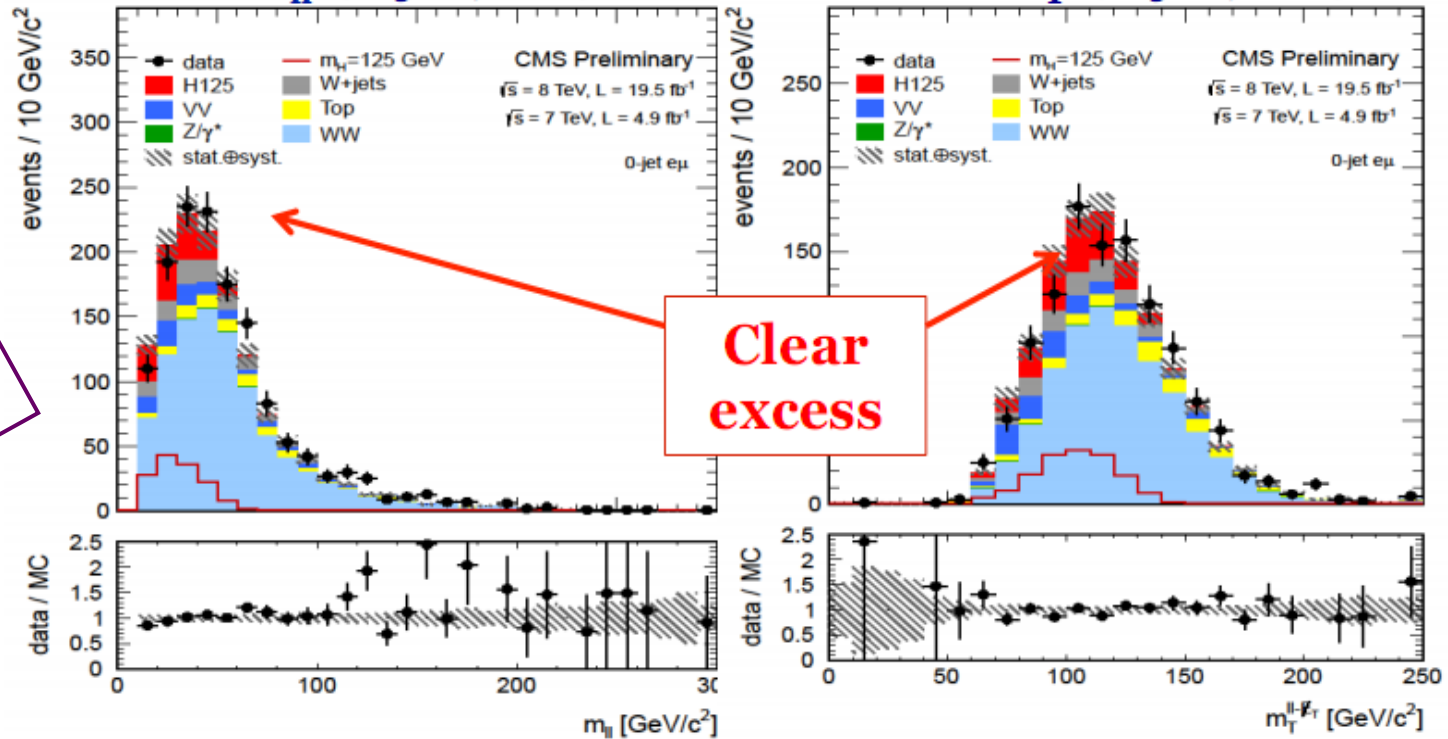 events / 10 GeV/c²
350
300
250
200
150
100
50
0
data
m_H=125 GeV
H125
W+jets
VV
Top
Z/γ*
WW
stat.⊕syst.
CMS Preliminary
√s = 8 TeV, L = 19.5 fb⁻¹
√s = 7 TeV, L = 4.9 fb⁻¹
0-jet eμ
data / MC
2.5
2
1.5
1
0.5
0
0
100
200
30
m_ll [GeV/c²]
Clear
excess
events / 10 GeV/c²
250
200
150
150
50
0
data
m_H=125 GeV
H125
W+jets
VV
Top
Z/γ*
WW
stat.⊕syst.
CMS Preliminary
√s = 8 TeV, L = 19.5 fb⁻¹
√s = 7 TeV, L = 4.9 fb⁻¹
0-jet eμ
data / MC
2.5
2
1.5
1
0.5
0
0
50
100
150
200
250
m_T^ll-E̸_T [GeV/c²]